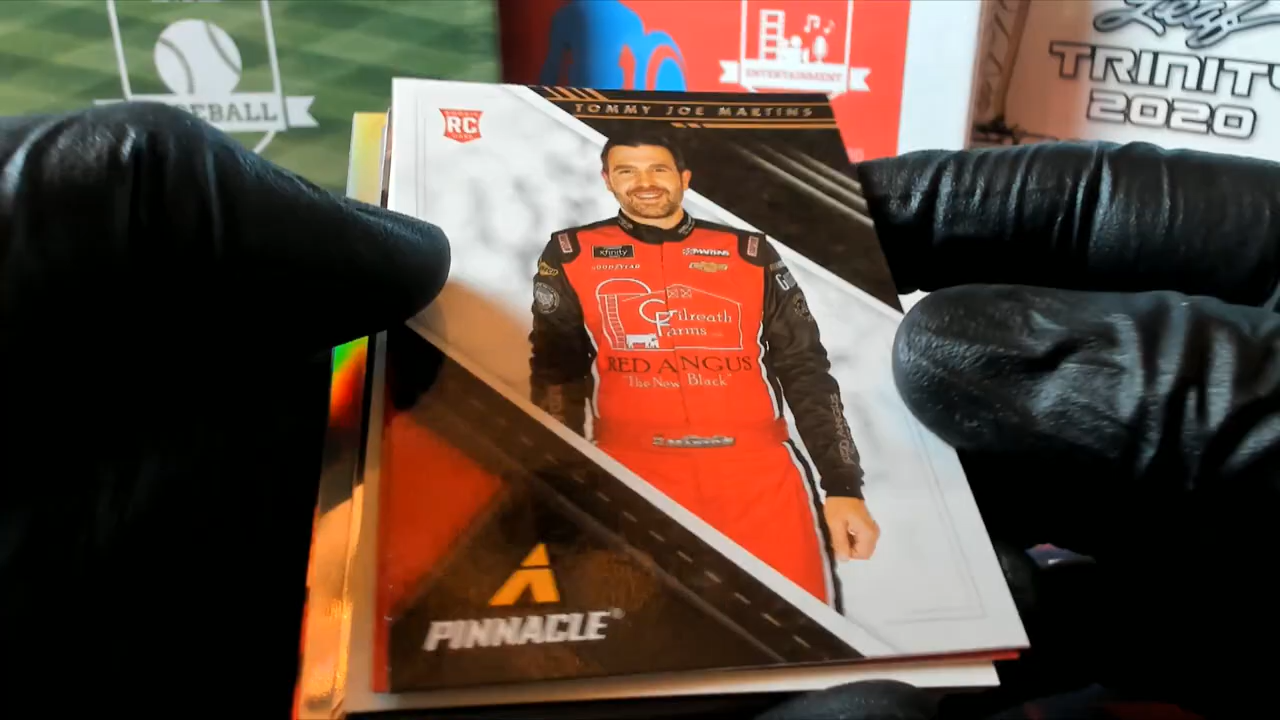 BASEBALL
ENTERTAINMENT
Leaf
TRINITY
2020
RC
TOMMY JOE MARTINS
xfinity
MARTINS
GOODYEAR
Gilreath
Farms
RED ANGUS
"The New Black"
PINNACLE®